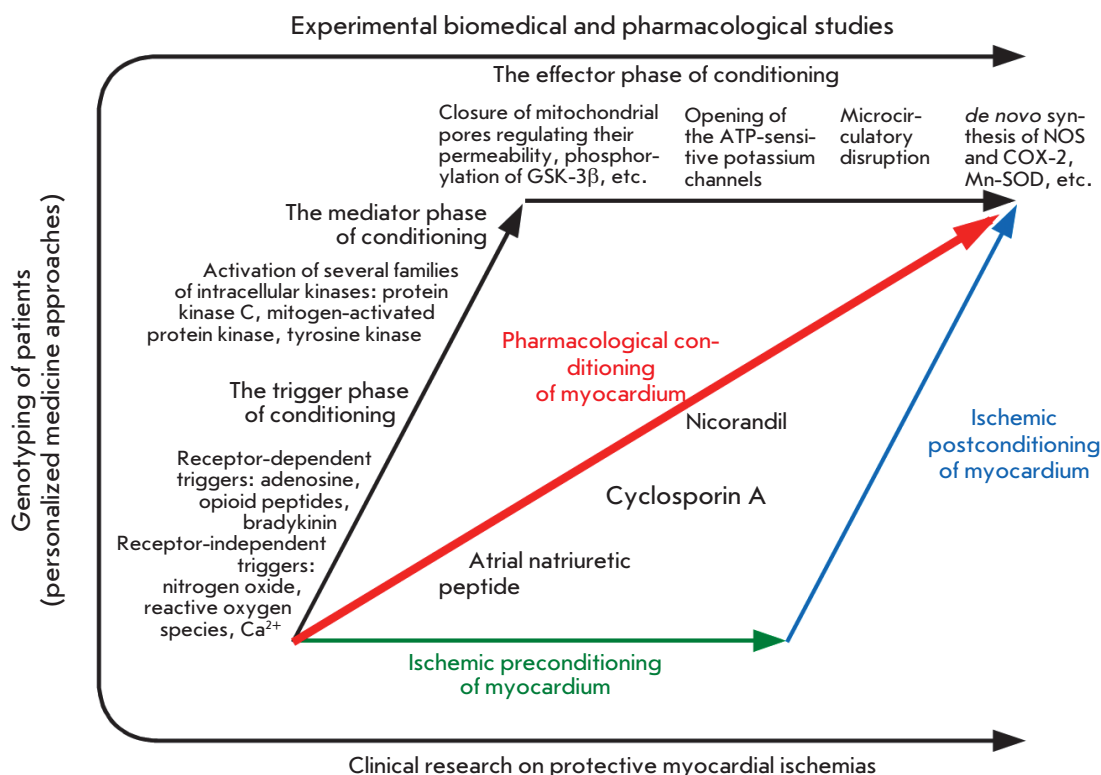 Experimental biomedical and pharmacological studies
The effector phase of conditioning
Closure of mitochondrial
pores regulating their
permeability, phosphor-
ylation of GSK-3β, etc.
Opening of
the ATP-sensi-
tive potassium
channels
Microcir-
culatory
disruption
de novo syn-
thesis of NOS
and COX-2,
Mn-SOD, etc.
The mediator phase
of conditioning
Activation of several families
of intracellular kinases: protein
kinase C, mitogen-activated
protein kinase, tyrosine kinase
The trigger phase
of conditioning
Receptor-dependent
triggers: adenosine,
opioid peptides,
bradykinin
Receptor-independent
triggers:
nitrogen oxide,
reactive oxygen
species, Ca²⁺
Genotyping of patients
(personalized medicine approaches)
Pharmacological con-
ditioning
of myocardium
Nicorandil
Cyclosporin A
Atrial natriuretic
peptide
Ischemic
postconditioning
of myocardium
Ischemic preconditioning
of myocardium
Clinical research on protective myocardial ischemias